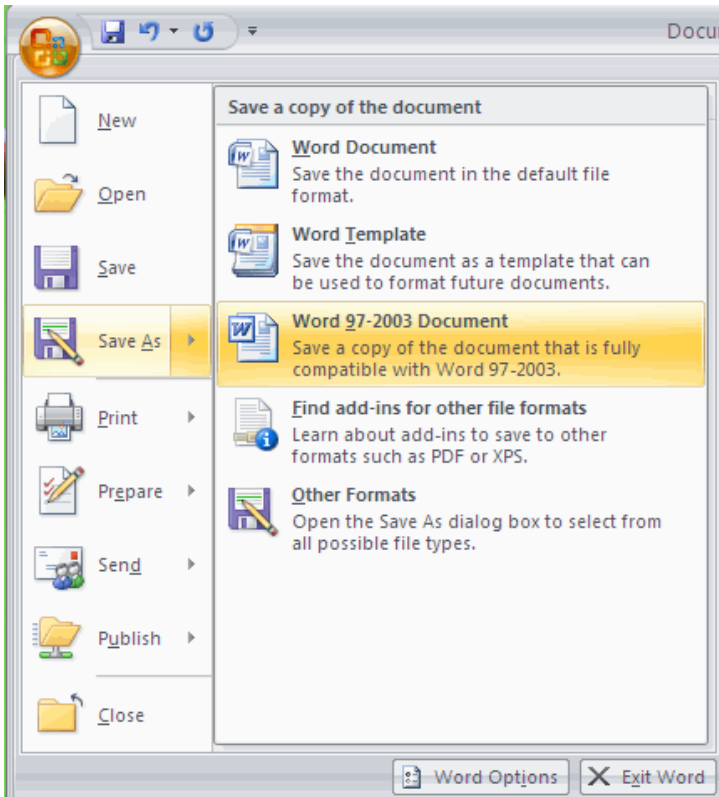 Docu
New
Open
Save
Save As
Print
Prepare
Send
Publish
Close
Save a copy of the document
Word Document
Save the document in the default file
format.
Word Template
Save the document as a template that can
be used to format future documents.
Word 97-2003 Document
Save a copy of the document that is fully
compatible with Word 97-2003.
Find add-ins for other file formats
Learn about add-ins to save to other
formats such as PDF or XPS.
Other Formats
Open the Save As dialog box to select from
all possible file types.
Word Options
Exit Word